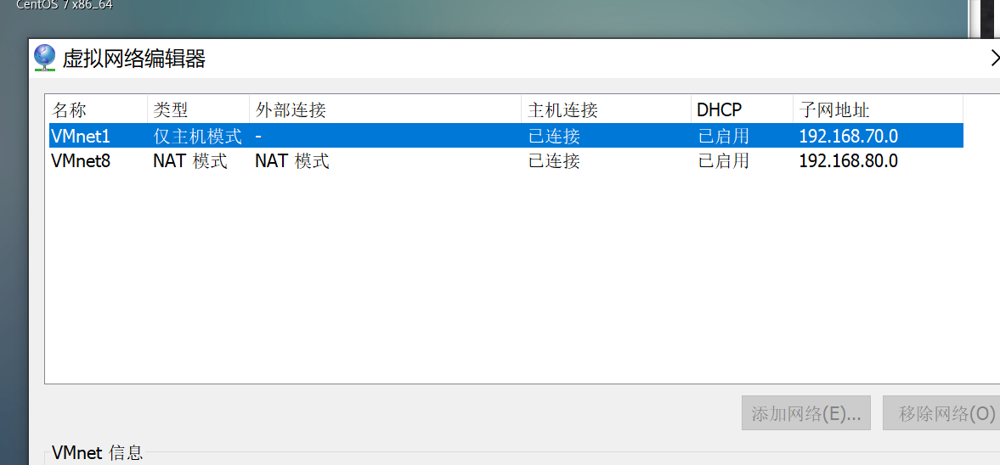 CentOS 7 x86_64
虚拟网络编辑器
名称 类型 外部连接 主机连接 DHCP 子网地址
VMnet1 仅主机模式 - 已连接 已启用 192.168.70.0
VMnet8 NAT 模式 NAT 模式 已连接 已启用 192.168.80.0
添加网络(E)... 移除网络(O)
VMnet 信息